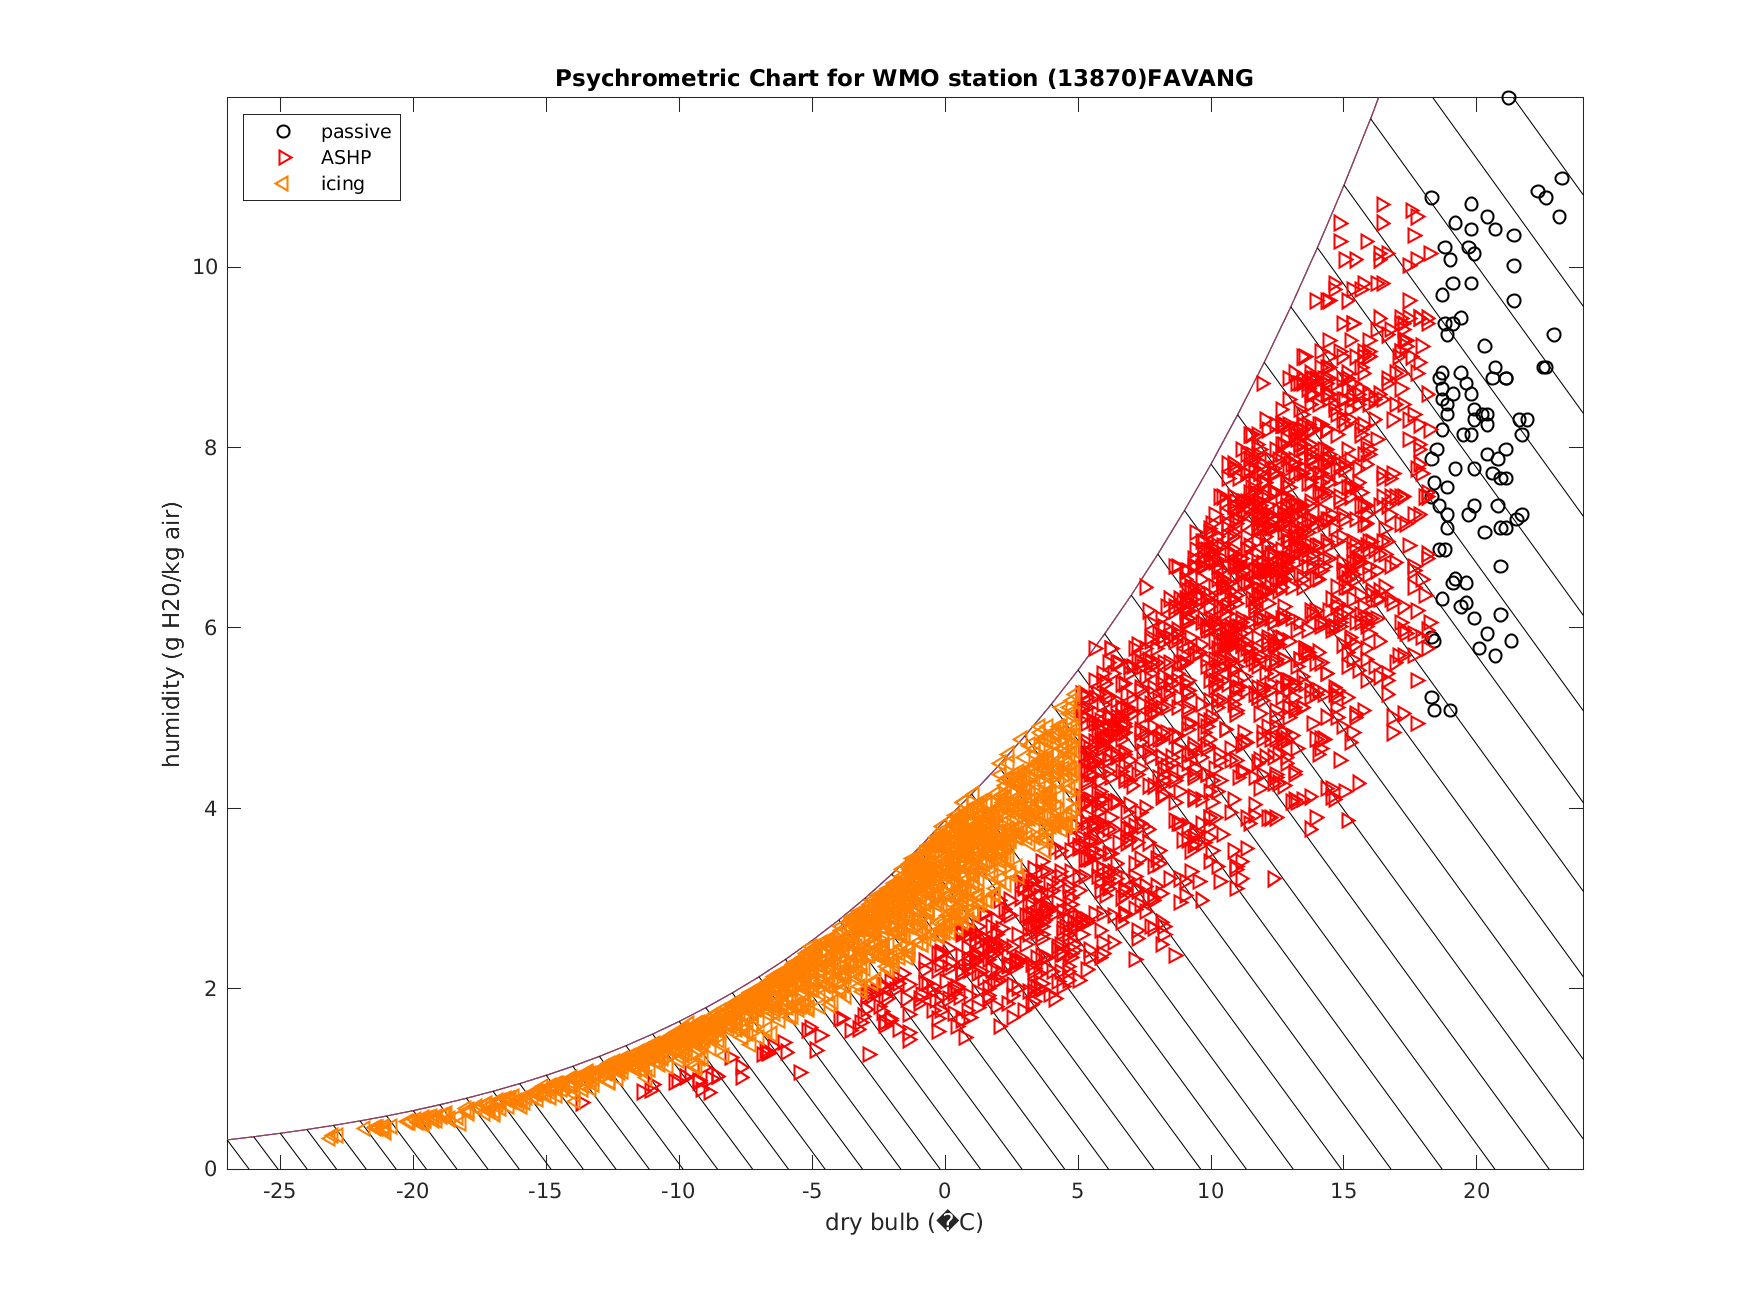 Psychrometric Chart for WMO station (13870)FAVANG
passive
ASHP
icing
humidity (g H20/kg air)
10
8
6
4
2
0
-25 -20 -15 -10 -5 0 5 10 15 20
dry bulb (�C)